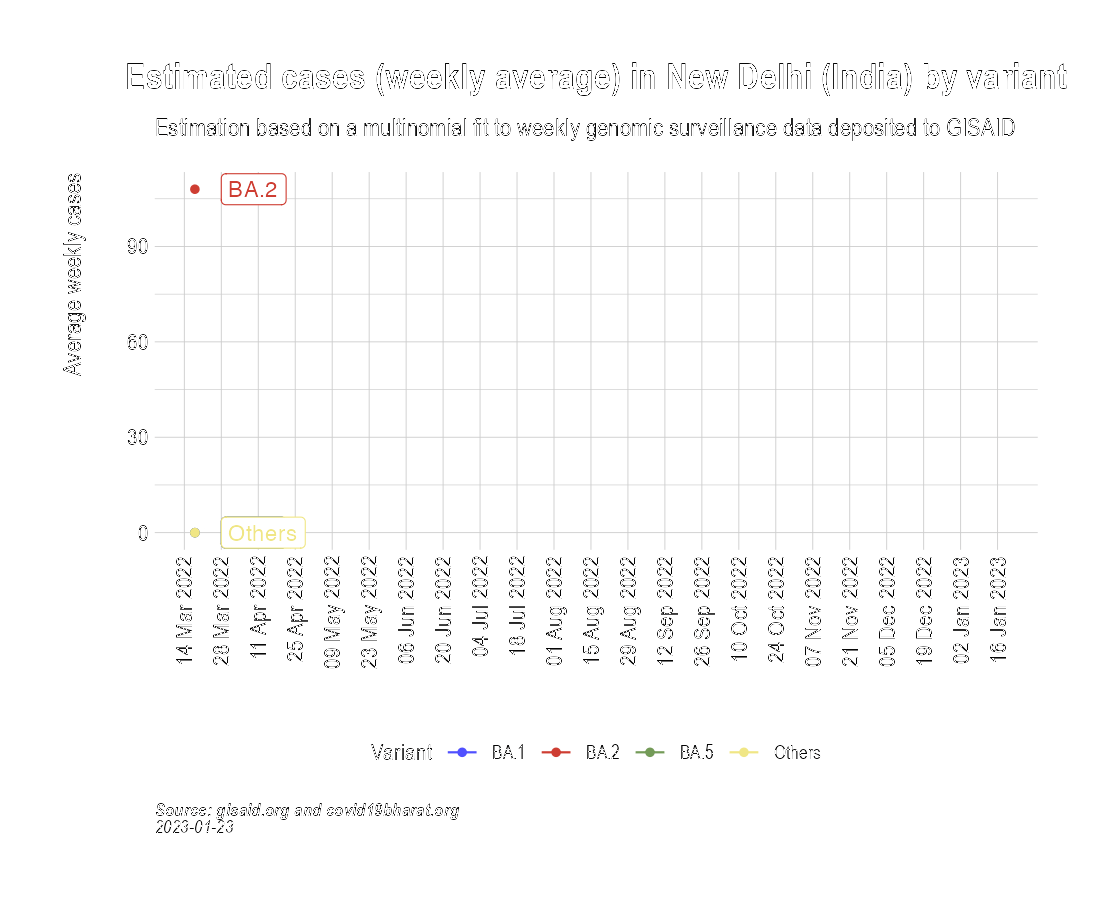 Estimated cases (weekly average) in New Delhi (India) by variant
Estimation based on a multinomial fit to weekly genomic surveillance data deposited to GISAID
Average weekly cases
BA.2
90
60
30
0
Others
14 Mar 2022
28 Mar 2022
11 Apr 2022
25 Apr 2022
09 May 2022
23 May 2022
06 Jun 2022
20 Jun 2022
04 Jul 2022
18 Jul 2022
01 Aug 2022
15 Aug 2022
29 Aug 2022
12 Sep 2022
26 Sep 2022
10 Oct 2022
24 Oct 2022
07 Nov 2022
21 Nov 2022
05 Dec 2022
19 Dec 2022
02 Jan 2023
16 Jan 2023
Variant BA.1 BA.2 BA.5 Others
Source: gisaid.org and covid19bharat.org
2023-01-23